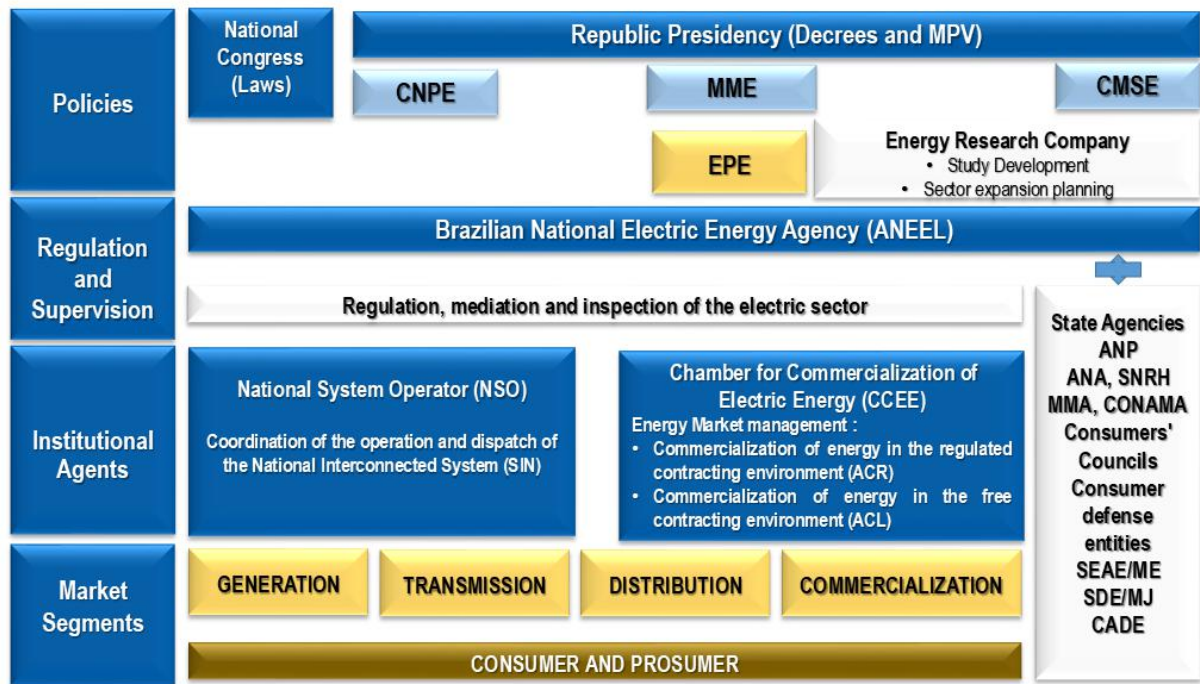 Policies
National
Congress
(Laws)
Republic Presidency (Decrees and MPV)
CNPE
MME
CMSE
EPE
Energy Research Company
• Study Development
• Sector expansion planning
Regulation
and
Supervision
Brazilian National Electric Energy Agency (ANEEL)
Regulation, mediation and inspection of the electric sector
Institutional
Agents
National System Operator (NSO)
Coordination of the operation and dispatch of
the National Interconnected System (SIN)
Chamber for Commercialization of
Electric Energy (CCEE)
Energy Market management :
• Commercialization of energy in the regulated
contracting environment (ACR)
• Commercialization of energy in the free
contracting environment (ACL)
State Agencies
ANP
ANA, SNRH
MMA, CONAMA
Consumers'
Councils
Consumer
defense
entities
SEAE/ME
SDE/MJ
CADE
Market
Segments
GENERATION
TRANSMISSION
DISTRIBUTION
COMMERCIALIZATION
CONSUMER AND PROSUMER